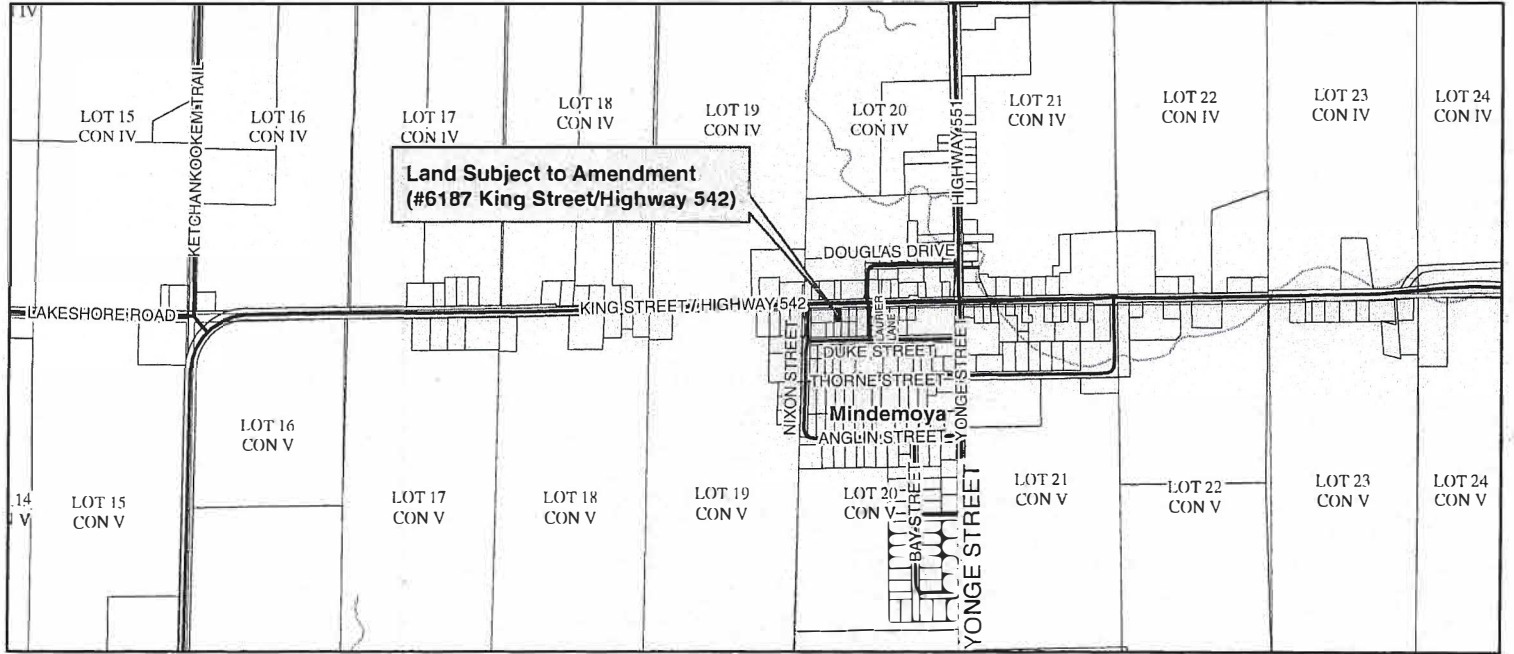 IV
LOT 15
CON IV
KETCHANKOOKEM TRAIL
LOT 16
CON IV
LOT 17
CON IV
LOT 18
CON IV
LOT 19
CON IV
LOT 20
CON IV
HIGHWAY 551
LOT 21
CON IV
LOT 22
CON IV
LOT 23
CON IV
LOT 24
CON IV
Land Subject to Amendment
(#6187 King Street/Highway 542)
DOUGLAS DRIVE
LAKESHORE ROAD
KING STREET / HIGHWAY 542
LAURIER
LANE
NIXON STREET
DUKE STREET
THORNE STREET
YONGE STREET
Mindemoya
ANGLIN STREET
LOT 16
CON V
14
V
LOT 15
CON V
LOT 17
CON V
LOT 18
CON V
LOT 19
CON V
LOT 20
CON V
BAY STREET
YONGE STREET
LOT 21
CON V
LOT 22
CON V
LOT 23
CON V
LOT 24
CON V